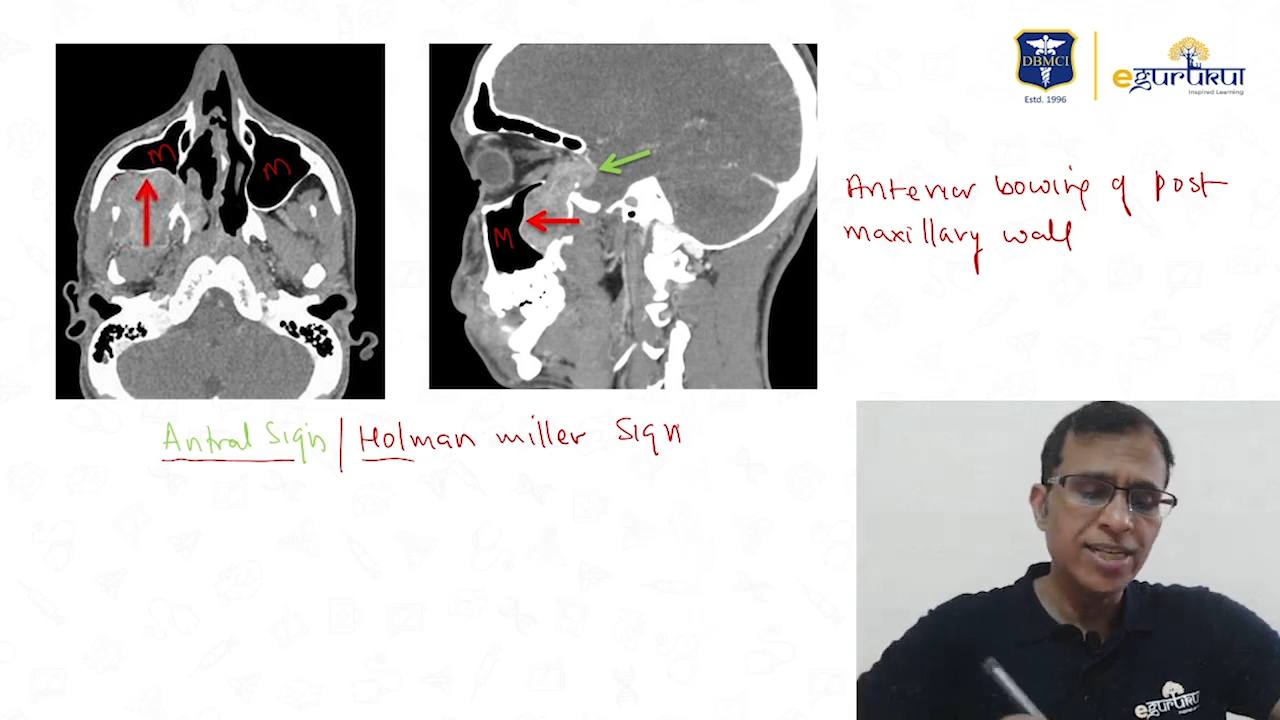 DBMCI
Estd. 1996
egurukul
Inspired Learning
M
M
M
Anterior bowing of post
maxillary wall
Antral Sign | Holman miller Sign
egurukul